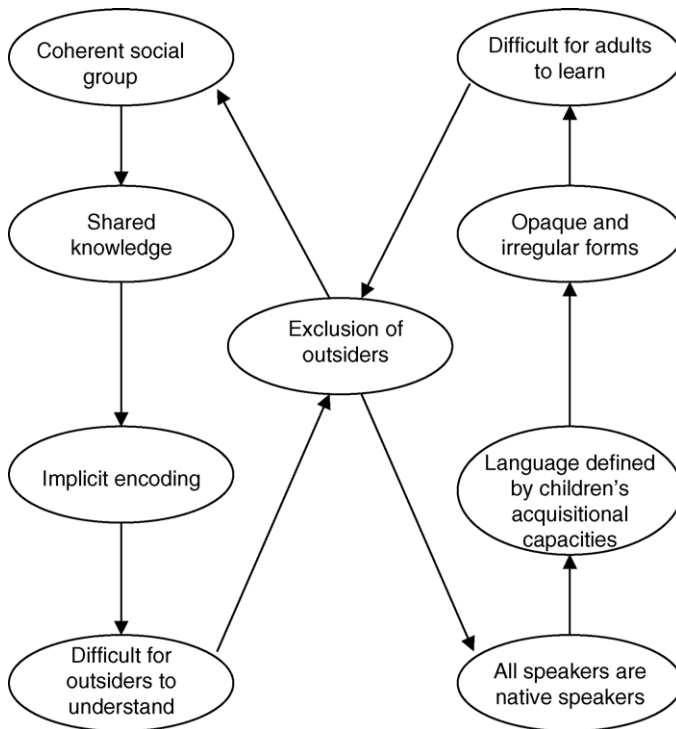 Coherent social
group
Shared
knowledge
Implicit encoding
Difficult for
outsiders to
understand
Exclusion of
outsiders
Difficult for adults
to learn
Opaque and
irregular forms
Language defined
by children’s
acquisitional
capacities
All speakers are
native speakers